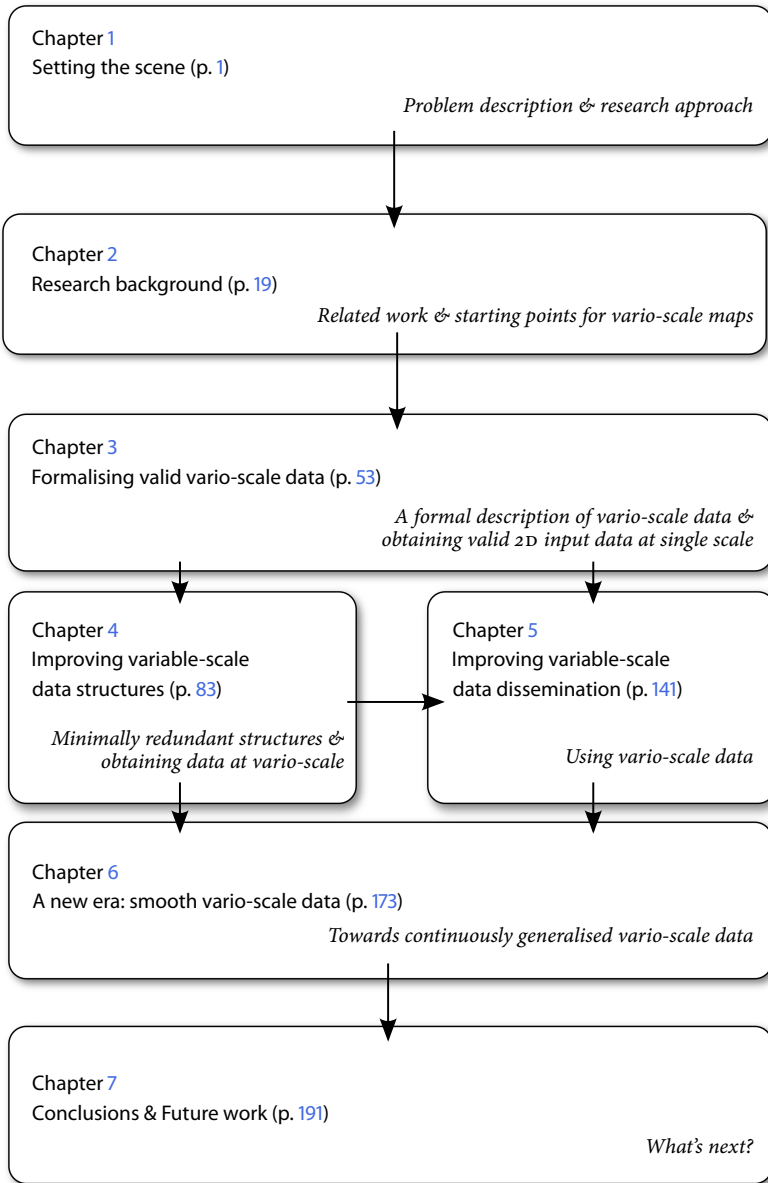 Chapter 1
Setting the scene (p. 1)
Problem description & research approach
Chapter 2
Research background (p. 19)
Related work & starting points for vario-scale maps
Chapter 3
Formalising valid vario-scale data (p. 53)
A formal description of vario-scale data &
obtaining valid 2D input data at single scale
Chapter 4
Improving variable-scale
data structures (p. 83)
Minimally redundant structures &
obtaining data at vario-scale
Chapter 5
Improving variable-scale
data dissemination (p. 141)
Using vario-scale data
Chapter 6
A new era: smooth vario-scale data (p. 173)
Towards continuously generalised vario-scale data
Chapter 7
Conclusions & Future work (p. 191)
What's next?